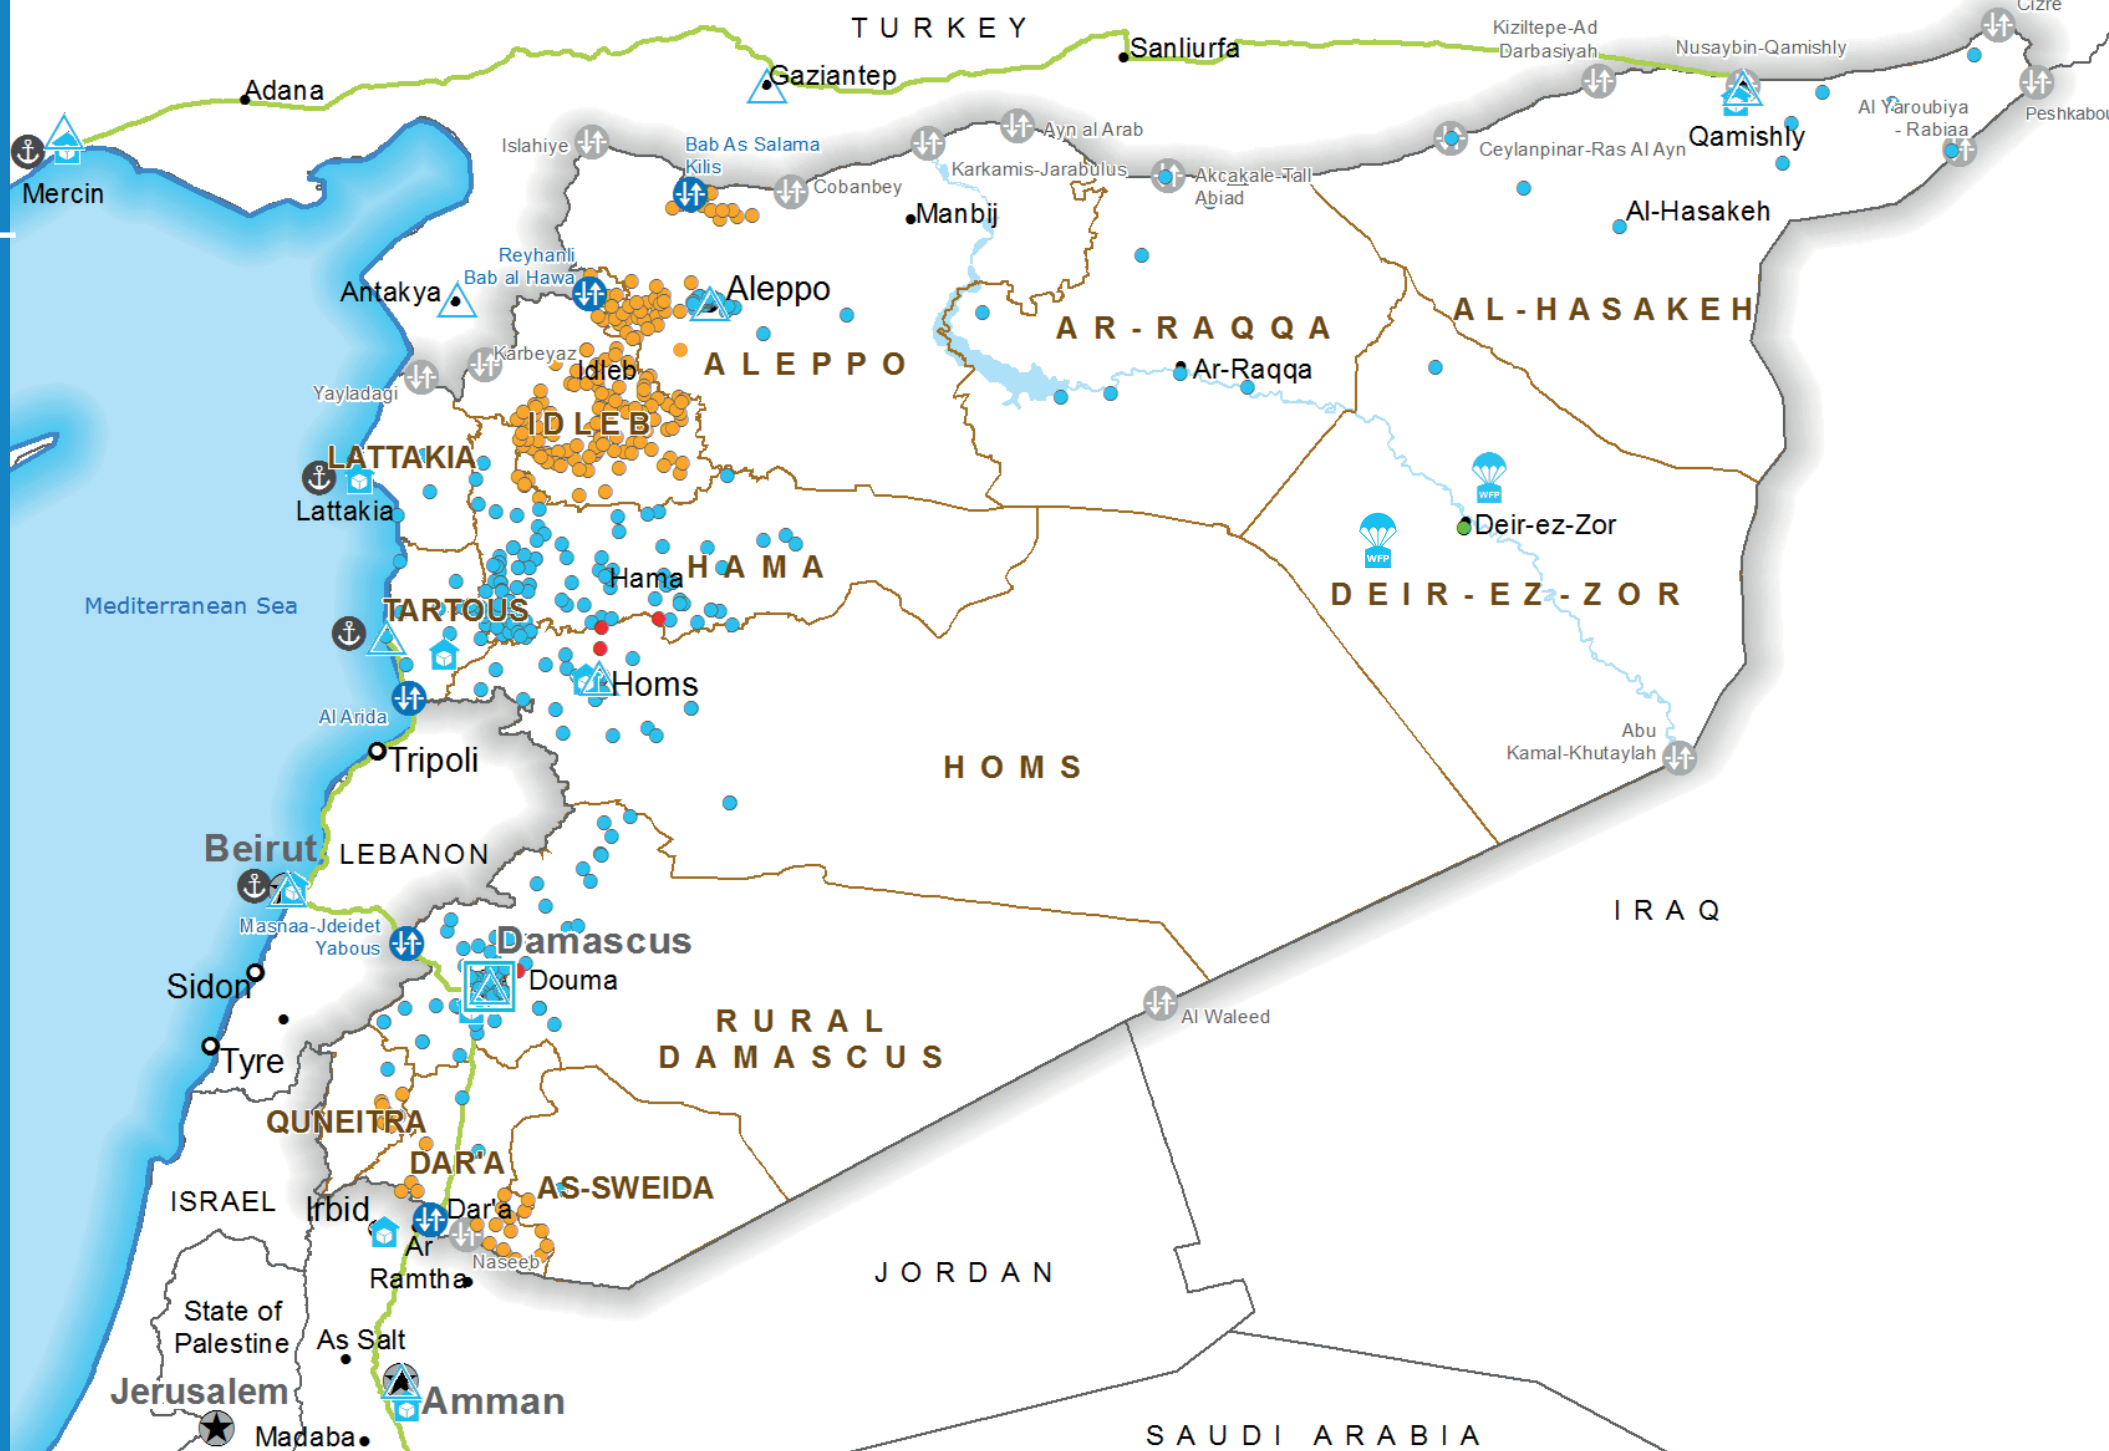 TURKEY
Cizre
Kiziltepe-Ad
Darbasiyah
Nusaybin-Qamishly
Sanliurfa
Gaziantep
Adana
Al Yaroubiya
- Rabiaa
Ayn al Arab
Qamishly
Islahiye
Bab As Salama
Kilis
Ceylanpinar-Ras Al Ayn
Karkamis-Jarabulus
Akcakale-Tall
Abiad
Mercin
Cobanbey
Manbij
Al-Hasakeh
Reyhanli
Bab al Hawa
Antakya
Aleppo
AL-HASAKEH
AR-RAQQA
Karbeyaz
ALEPPO
Idleb
Ar-Raqqa
Yayladagi
IDLEB
LATTAKIA
WFP
Lattakia
Deir-ez-Zor
WFP
HAMA
Hama
DEIR-EZ-ZOR
Mediterranean Sea
TARTOUS
Homs
Al Arida
Abu
Kamal-Khutaylah
Tripoli
HOMS
Beirut
LEBANON
IRAQ
Masnaa-Jdeidet
Yabous
Damascus
Douma
Sidon
Al Waleed
RURAL
DAMASCUS
Tyre
QUNEITRA
DAR'A
AS-SWEIDA
ISRAEL
Irbid
Dar'a
Ar
Ramtha
Naseeb
JORDAN
State of
Palestine
As Salt
Jerusalem
Amman
Madaba
SAUDI ARABIA